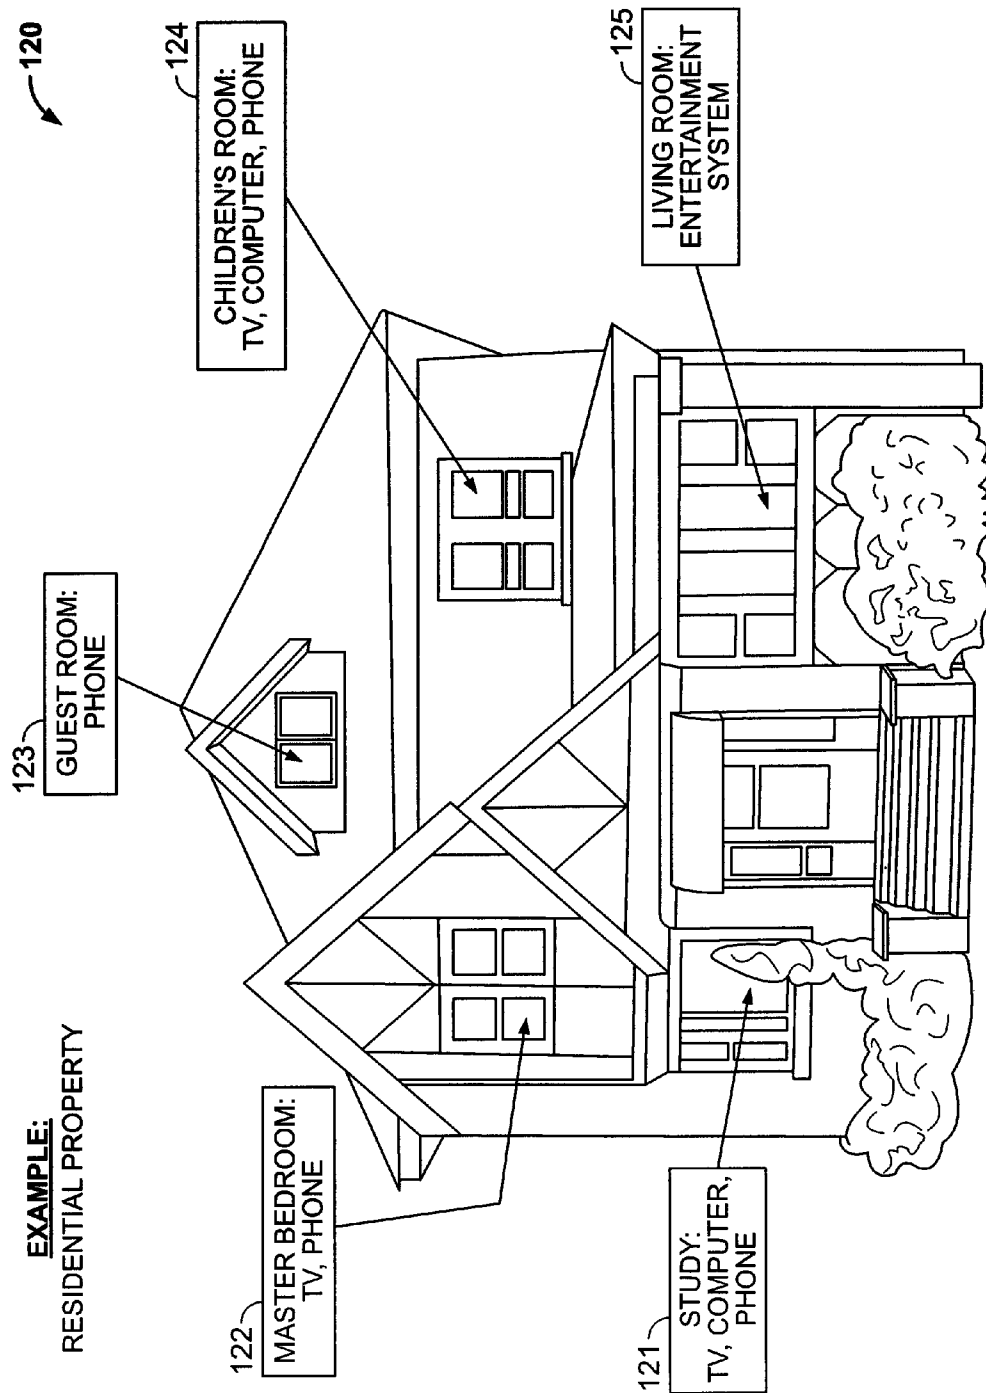 EXAMPLE:
RESIDENTIAL PROPERTY
120
123
GUEST ROOM:
PHONE
124
CHILDREN'S ROOM:
TV, COMPUTER, PHONE
122
MASTER BEDROOM:
TV, PHONE
125
LIVING ROOM:
ENTERTAINMENT
SYSTEM
121
STUDY:
TV, COMPUTER,
PHONE